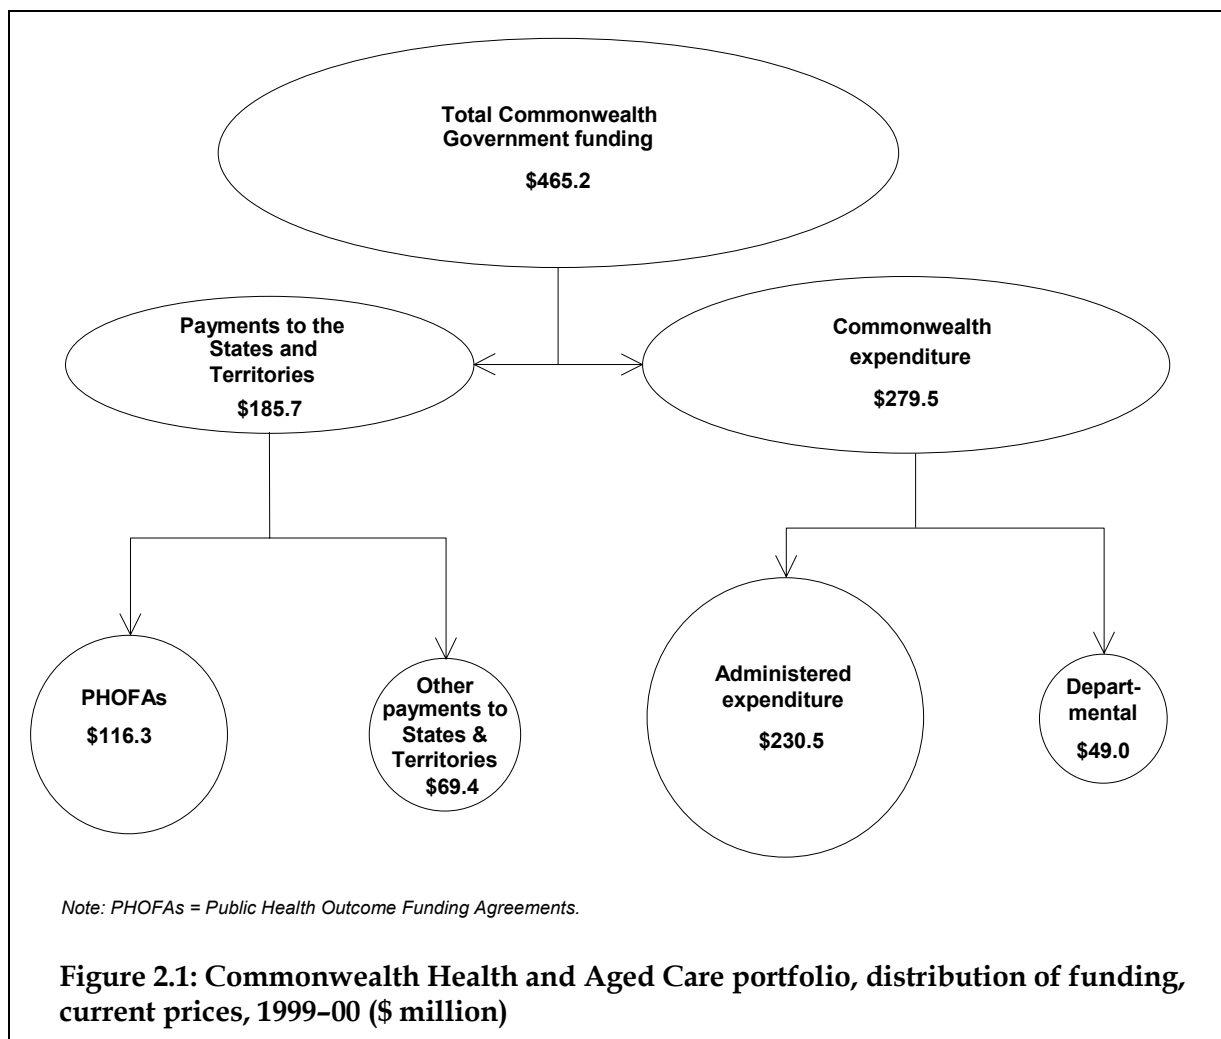 Total Commonwealth
Government funding
$465.2
Payments to the
States and
Territories
$185.7
Commonwealth
expenditure
$279.5
PHOFAs
$116.3
Other
payments to
States &
Territories
$69.4
Administered
expenditure
$230.5
Depart-
mental
$49.0
Note: PHOFAs = Public Health Outcome Funding Agreements.
Figure 2.1: Commonwealth Health and Aged Care portfolio, distribution of funding,
current prices, 1999–00 ($ million)